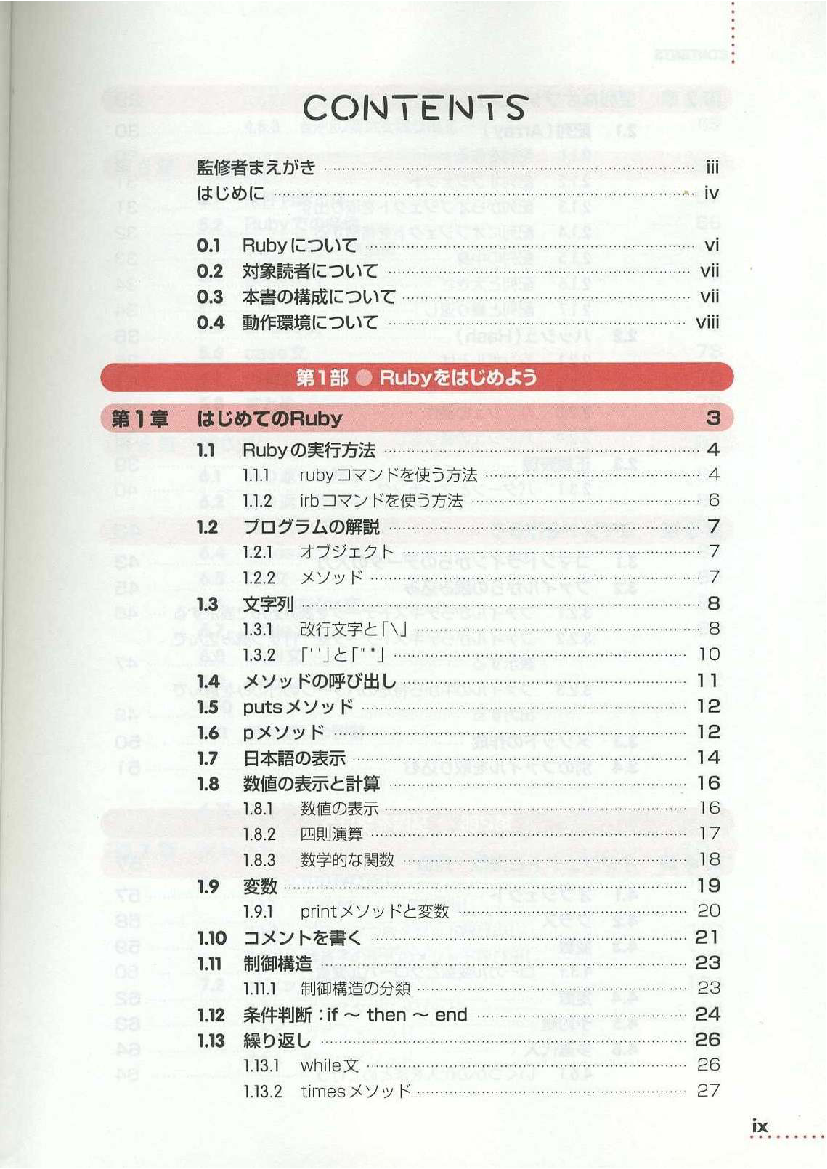 CONTENTS
監修者まえがき iii
はじめに iv
0.1 Rubyについて vi
0.2 対象読者について vii
0.3 本書の構成について vii
0.4 動作環境について viii
第1部 ● Rubyをはじめよう
第1章 はじめてのRuby 3
1.1 Rubyの実行方法 4
1.1.1 rubyコマンドを使う方法 4
1.1.2 irbコマンドを使う方法 6
1.2 プログラムの解説 7
1.2.1 オブジェクト 7
1.2.2 メソッド 7
1.3 文字列 8
1.3.1 改行文字と「\」 8
1.3.2 「' '」と「" "」 10
1.4 メソッドの呼び出し 11
1.5 putsメソッド 12
1.6 pメソッド 12
1.7 日本語の表示 14
1.8 数値の表示と計算 16
1.8.1 数値の表示 16
1.8.2 四則演算 17
1.8.3 数学的な関数 18
1.9 変数 19
1.9.1 printメソッドと変数 20
1.10 コメントを書く 21
1.11 制御構造 23
1.11.1 制御構造の分類 23
1.12 条件判断：if ～ then ～ end 24
1.13 繰り返し 26
1.13.1 while文 26
1.13.2 timesメソッド 27
ix